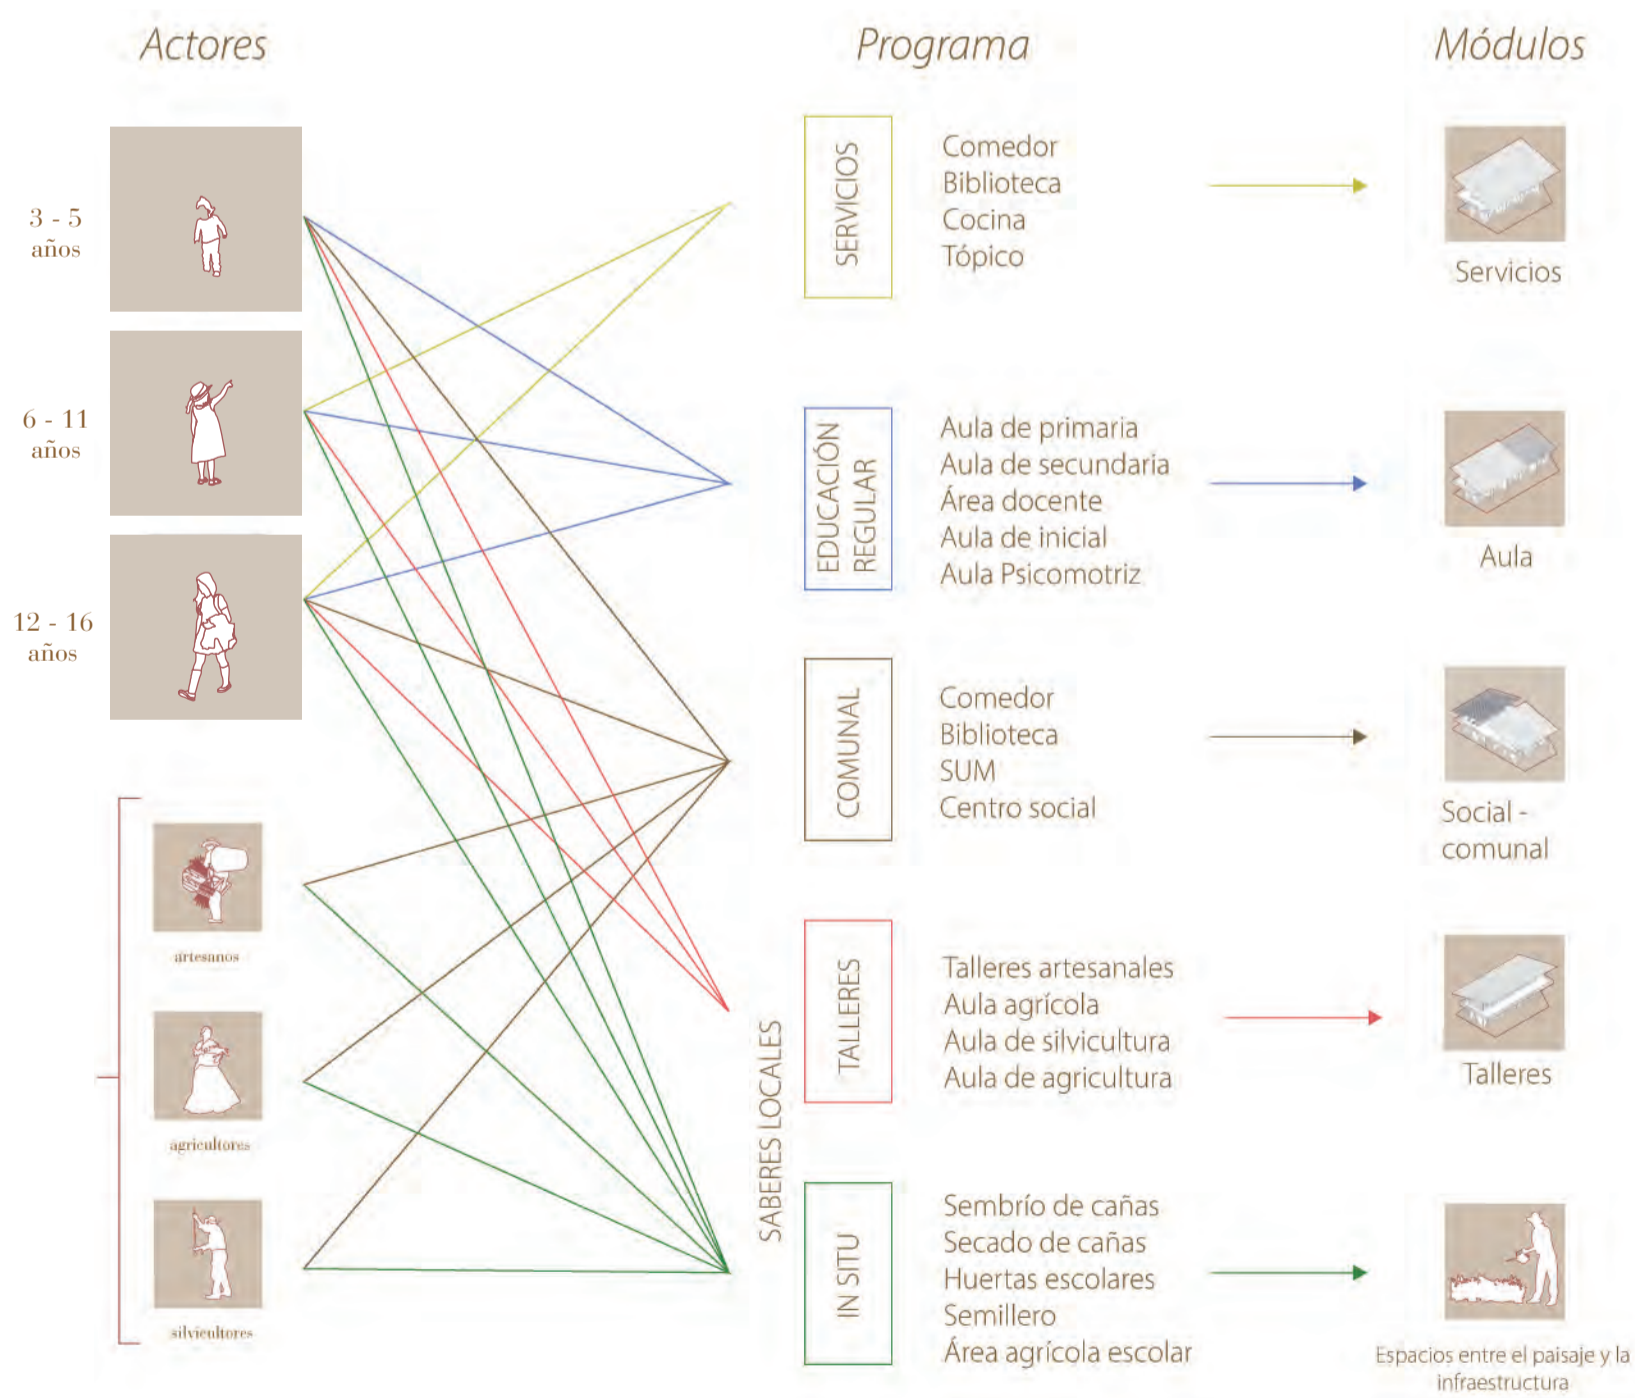 Actores
Programa
Módulos
3 - 5
años
6 - 11
años
12 - 16
años
artesanos
agricultores
silvicultores
SERVICIOS
Comedor
Biblioteca
Cocina
Tópico
Servicios
EDUCACIÓN
REGULAR
Aula de primaria
Aula de secundaria
Área docente
Aula de inicial
Aula Psicomotriz
Aula
COMUNAL
Comedor
Biblioteca
SUM
Centro social
Social -
comunal
SABERES LOCALES
TALLERES
Talleres artesanales
Aula agrícola
Aula de silvicultura
Aula de agricultura
Talleres
IN SITU
Sembrío de cañas
Secado de cañas
Huertas escolares
Semillero
Área agrícola escolar
Espacios entre el paisaje y la
infraestructura